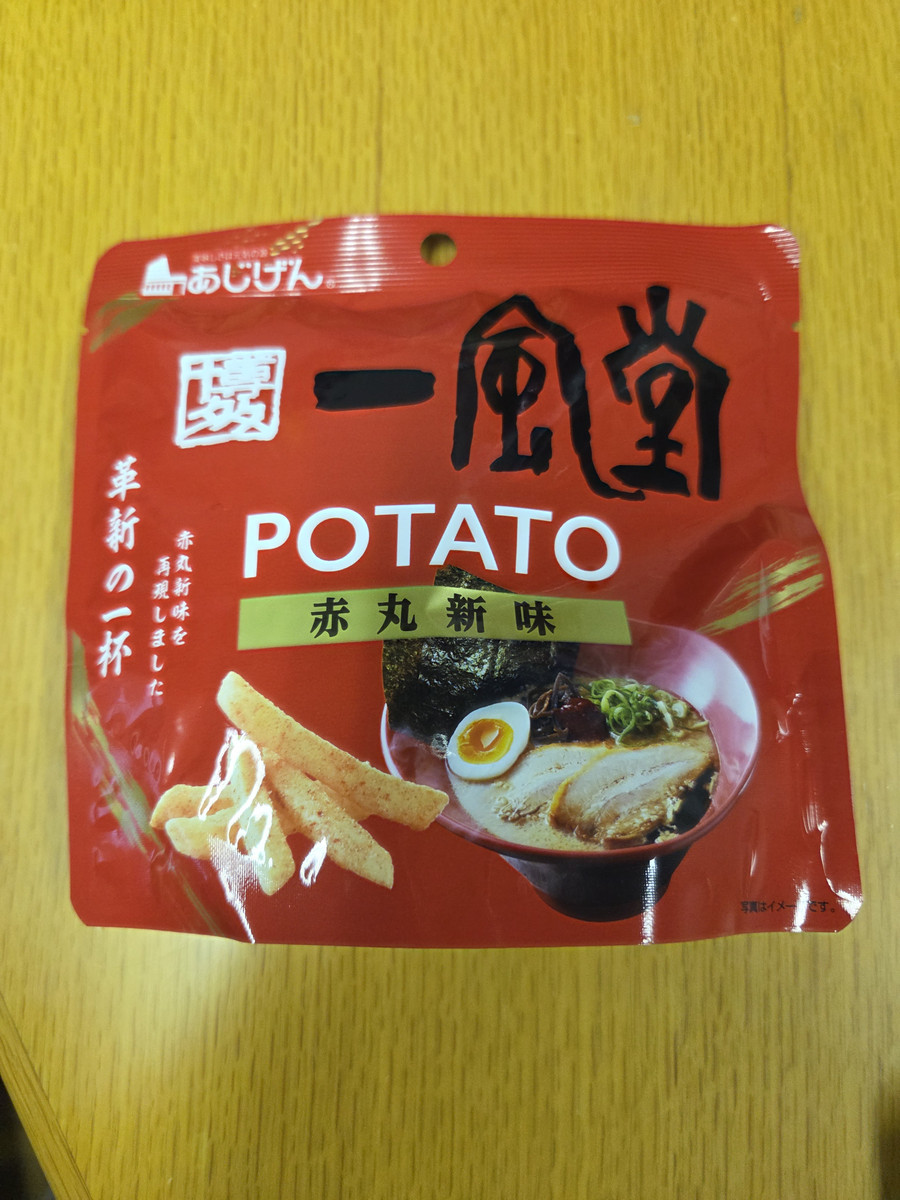 あじげん
博多
一風堂
POTATO
赤丸新味
革新の一杯
赤丸新味を
再現しました
写真はイメージです。